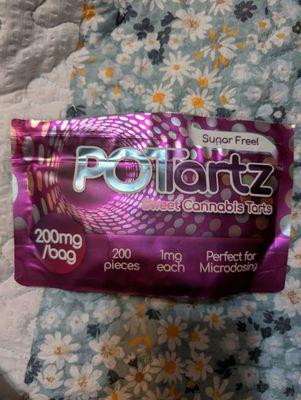 Sugar Free!
POTTartz
Sweet Cannabis Tarts
200mg
/bag
200
pieces
1mg
each
Perfect for
Microdosing